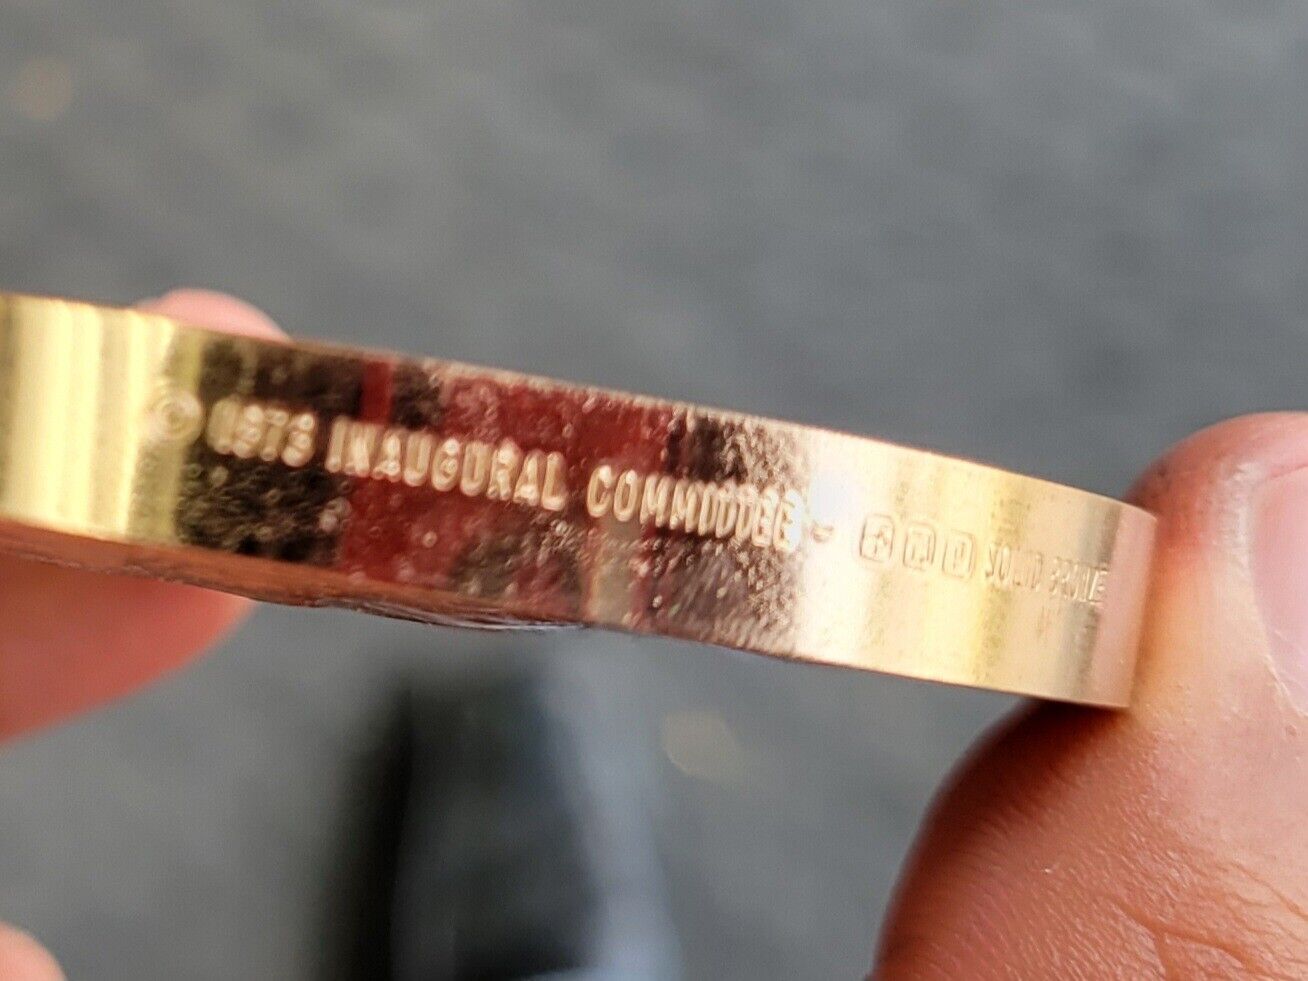 © 1973 INAUGURAL COMMITTEE SOLID BRONZE